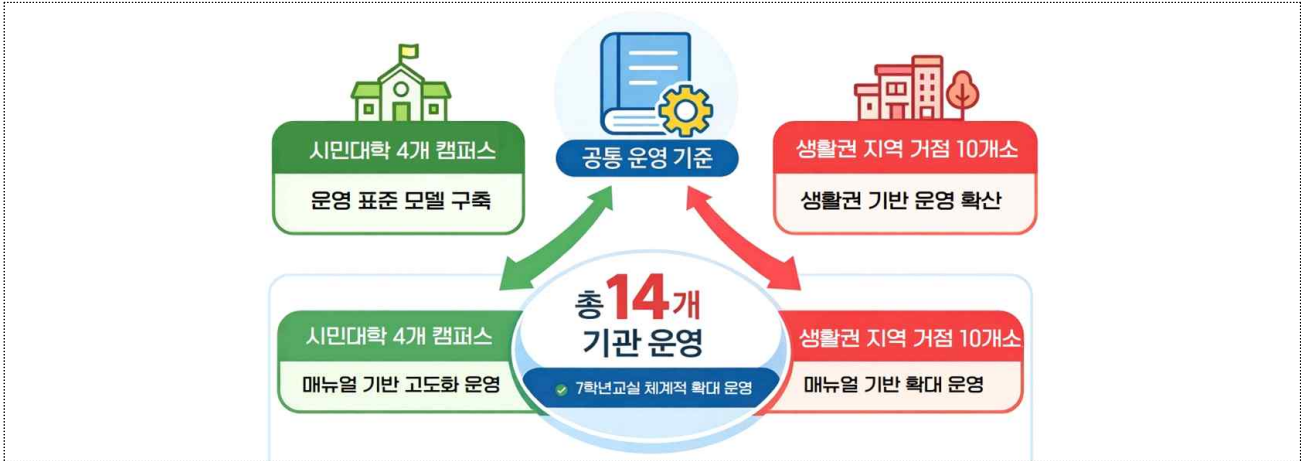 공통 운영 기준
시민대학 4개 캠퍼스
운영 표준 모델 구축
생활권 지역 거점 10개소
생활권 기반 운영 확산
총 14개
기관 운영
7학년교실 체계적 확대 운영
시민대학 4개 캠퍼스
매뉴얼 기반 고도화 운영
생활권 지역 거점 10개소
매뉴얼 기반 확대 운영